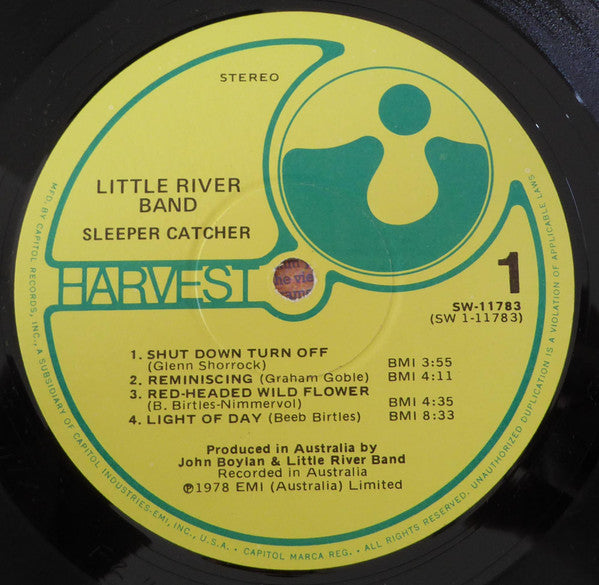 STEREO
LITTLE RIVER
BAND
SLEEPER CATCHER
HARVEST
1
SW-11783
(SW 1-11783)
1. SHUT DOWN TURN OFF
(Glenn Shorrock) BMI 3:55
2. REMINISCING (Graham Goble) BMI 4:11
3. RED-HEADED WILD FLOWER
(B. Birtles-Nimmervol) BMI 4:35
4. LIGHT OF DAY (Beeb Birtles) BMI 8:33
Produced in Australia by
John Boylan & Little River Band
Recorded in Australia
℗1978 EMI (Australia) Limited
MFD. BY CAPITOL RECORDS, INC., A SUBSIDIARY OF CAPITOL INDUSTRIES-EMI, INC., U.S.A. • CAPITOL MARCA REG. • ALL RIGHTS RESERVED. UNAUTHORIZED DUPLICATION IS A VIOLATION OF APPLICABLE LAWS